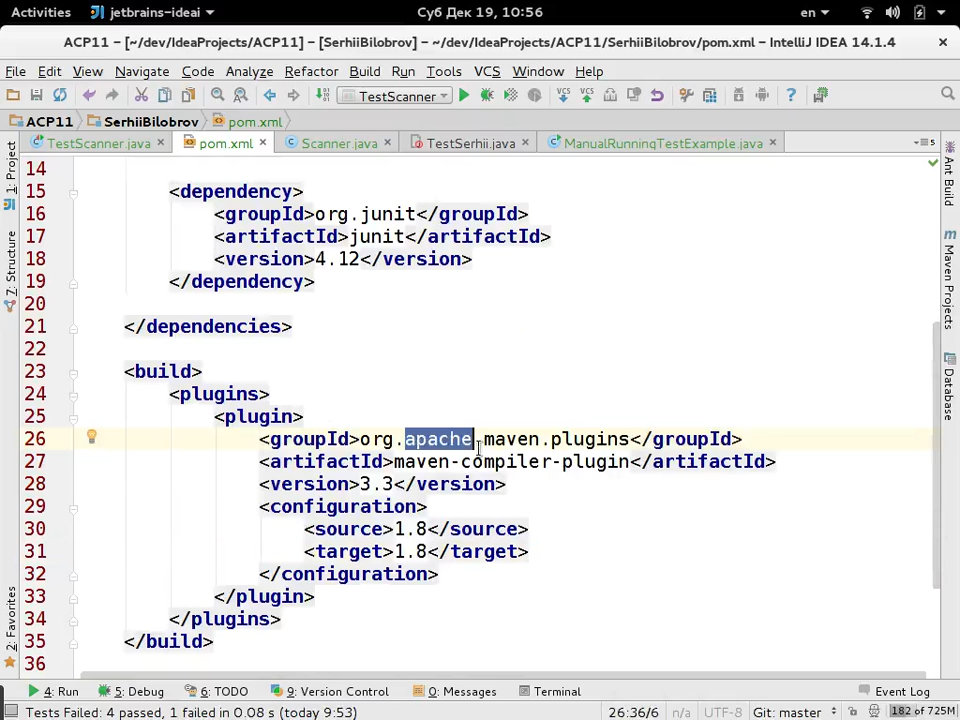 Activities jetbrains-ideai Суб Дек 19, 10:56 en
ACP11 – [~/dev/IdeaProjects/ACP11] – [SerhiiBilobrov] – ~/dev/IdeaProjects/ACP11/SerhiiBilobrov/pom.xml – IntelliJ IDEA 14.1.4
File Edit View Navigate Code Analyze Refactor Build Run Tools VCS Window Help
TestScanner VCS VCS
ACP11 SerhiiBilobrov pom.xml
TestScanner.java pom.xml Scanner.java TestSerhii.java ManualRunningTestExample.java 5
1: Project
7: Structure
2: Favorites
14
15 <dependency>
16 <groupId>org.junit</groupId>
17 <artifactId>junit</artifactId>
18 <version>4.12</version>
19 </dependency>
20
21 </dependencies>
22
23 <build>
24 <plugins>
25 <plugin>
26 <groupId>org.apache.maven.plugins</groupId>
27 <artifactId>maven-compiler-plugin</artifactId>
28 <version>3.3</version>
29 <configuration>
30 <source>1.8</source>
31 <target>1.8</target>
32 </configuration>
33 </plugin>
34 </plugins>
35 </build>
36
Ant Build
Maven Projects
Database
4: Run 5: Debug 6: TODO 9: Version Control 0: Messages Terminal Event Log
Tests Failed: 4 passed, 1 failed in 0.08 s (today 9:53) 26:36/6 n/a UTF-8 Git: master 182 of 725M